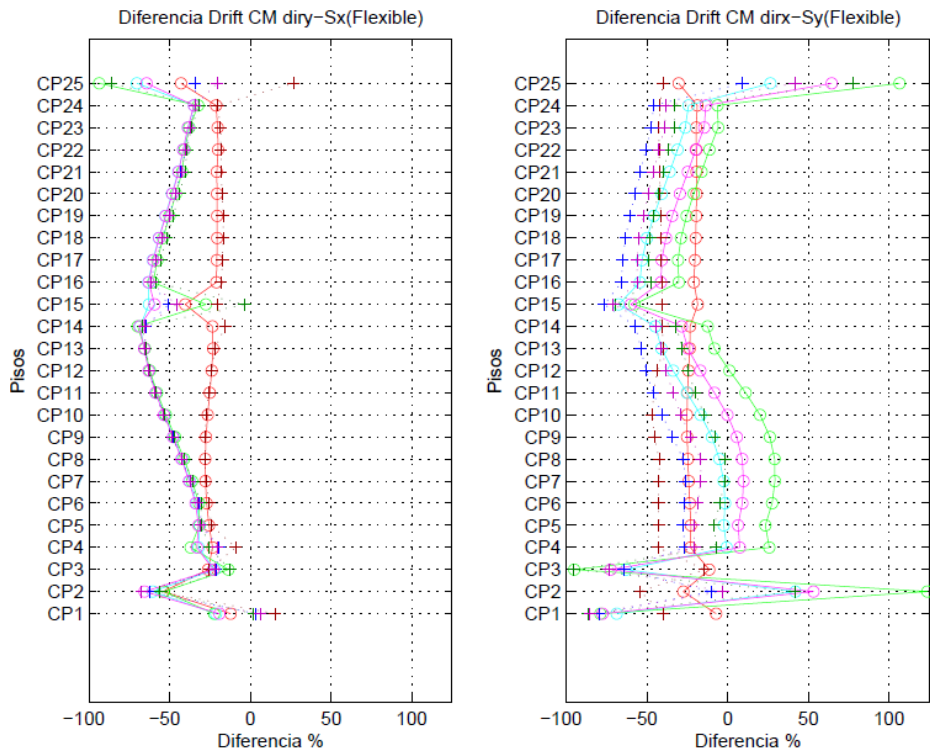 Diferencia Drift CM diry−Sx(Flexible)
CP25
CP24
CP23
CP22
CP21
CP20
CP19
CP18
CP17
CP16
CP15
CP14
CP13
CP12
CP11
CP10
CP9
CP8
CP7
CP6
CP5
CP4
CP3
CP2
CP1
Pisos
−100
−50
0
50
100
Diferencia %
Diferencia Drift CM dirx−Sy(Flexible)
CP25
CP24
CP23
CP22
CP21
CP20
CP19
CP18
CP17
CP16
CP15
CP14
CP13
CP12
CP11
CP10
CP9
CP8
CP7
CP6
CP5
CP4
CP3
CP2
CP1
Pisos
−100
−50
0
50
100
Diferencia %